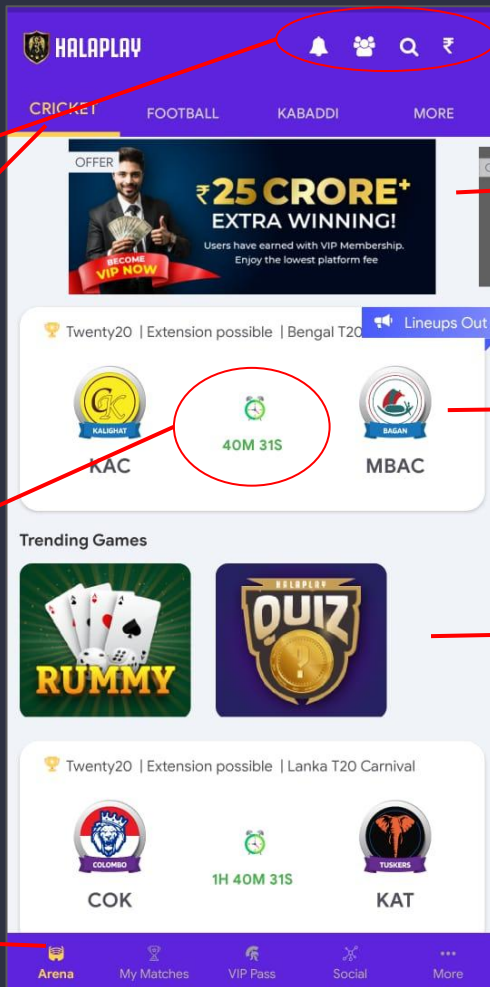 HALAPLAY
₹
CRICKET FOOTBALL KABADDI MORE
OFFER
₹25 CRORE+
EXTRA WINNING!
Users have earned with VIP Membership.
Enjoy the lowest platform fee
BECOME
VIP NOW
Twenty20 | Extension possible | Bengal T20
Lineups Out
CK
KALIGHAT
BAGAN
40M 31S
KAC
MBAC
Trending Games
RUMMY
HALAPLAY
QUIZ
?
Twenty20 | Extension possible | Lanka T20 Carnival
COLOMBO
TUSKERS
1H 40M 31S
COK
KAT
Arena My Matches VIP Pass Social More